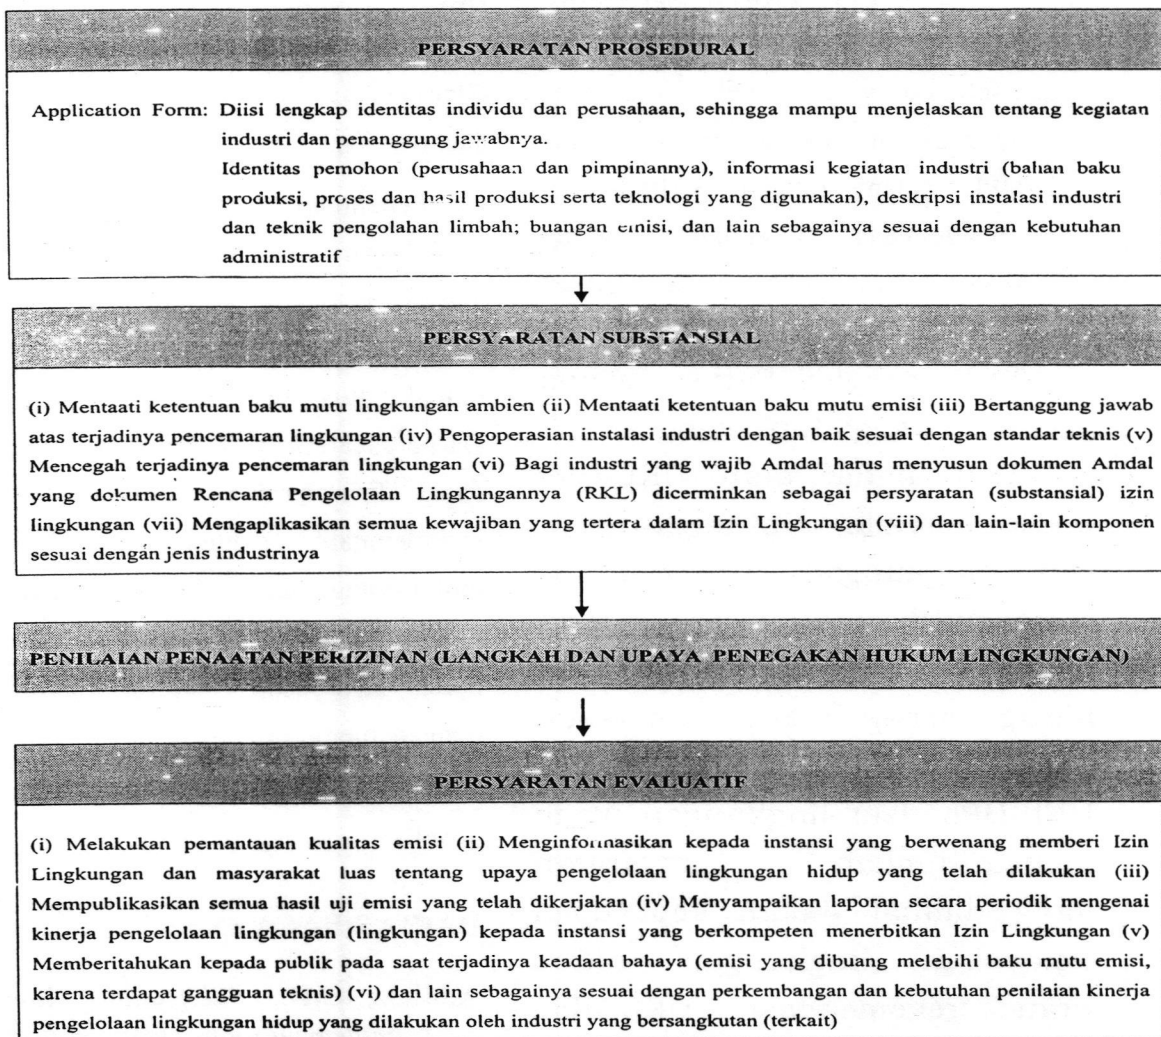 PERSYARATAN PROSEDURAL
Application Form: Diisi lengkap identitas individu dan perusahaan, sehingga mampu menjelaskan tentang kegiatan
industri dan penanggung jawabnya.
Identitas pemohon (perusahaan dan pimpinannya), informasi kegiatan industri (bahan baku
produksi, proses dan hasil produksi serta teknologi yang digunakan), deskripsi instalasi industri
dan teknik pengolahan limbah; buangan emisi, dan lain sebagainya sesuai dengan kebutuhan
administratif
PERSYARATAN SUBSTANSIAL
(i) Mentaati ketentuan baku mutu lingkungan ambien (ii) Mentaati ketentuan baku mutu emisi (iii) Bertanggung jawab
atas terjadinya pencemaran lingkungan (iv) Pengoperasian instalasi industri dengan baik sesuai dengan standar teknis (v)
Mencegah terjadinya pencemaran lingkungan (vi) Bagi industri yang wajib Amdal harus menyusun dokumen Amdal
yang dokumen Rencana Pengelolaan Lingkungannya (RKL) dicerminkan sebagai persyaratan (substansial) izin
lingkungan (vii) Mengaplikasikan semua kewajiban yang tertera dalam Izin Lingkungan (viii) dan lain-lain komponen
sesuai dengan jenis industrinya
PENILAIAN PENAATAN PERIZINAN (LANGKAH DAN UPAYA PENEGAKAN HUKUM LINGKUNGAN)
PERSYARATAN EVALUATIF
(i) Melakukan pemantauan kualitas emisi (ii) Menginformasikan kepada instansi yang berwenang memberi Izin
Lingkungan dan masyarakat luas tentang upaya pengelolaan lingkungan hidup yang telah dilakukan (iii)
Mempublikasikan semua hasil uji emisi yang telah dikerjakan (iv) Menyampaikan laporan secara periodik mengenai
kinerja pengelolaan lingkungan (lingkungan) kepada instansi yang berkompeten menerbitkan Izin Lingkungan (v)
Memberitahukan kepada publik pada saat terjadinya keadaan bahaya (emisi yang dibuang melebihi baku mutu emisi,
karena terdapat gangguan teknis) (vi) dan lain sebagainya sesuai dengan perkembangan dan kebutuhan penilaian kinerja
pengelolaan lingkungan hidup yang dilakukan oleh industri yang bersangkutan (terkait)